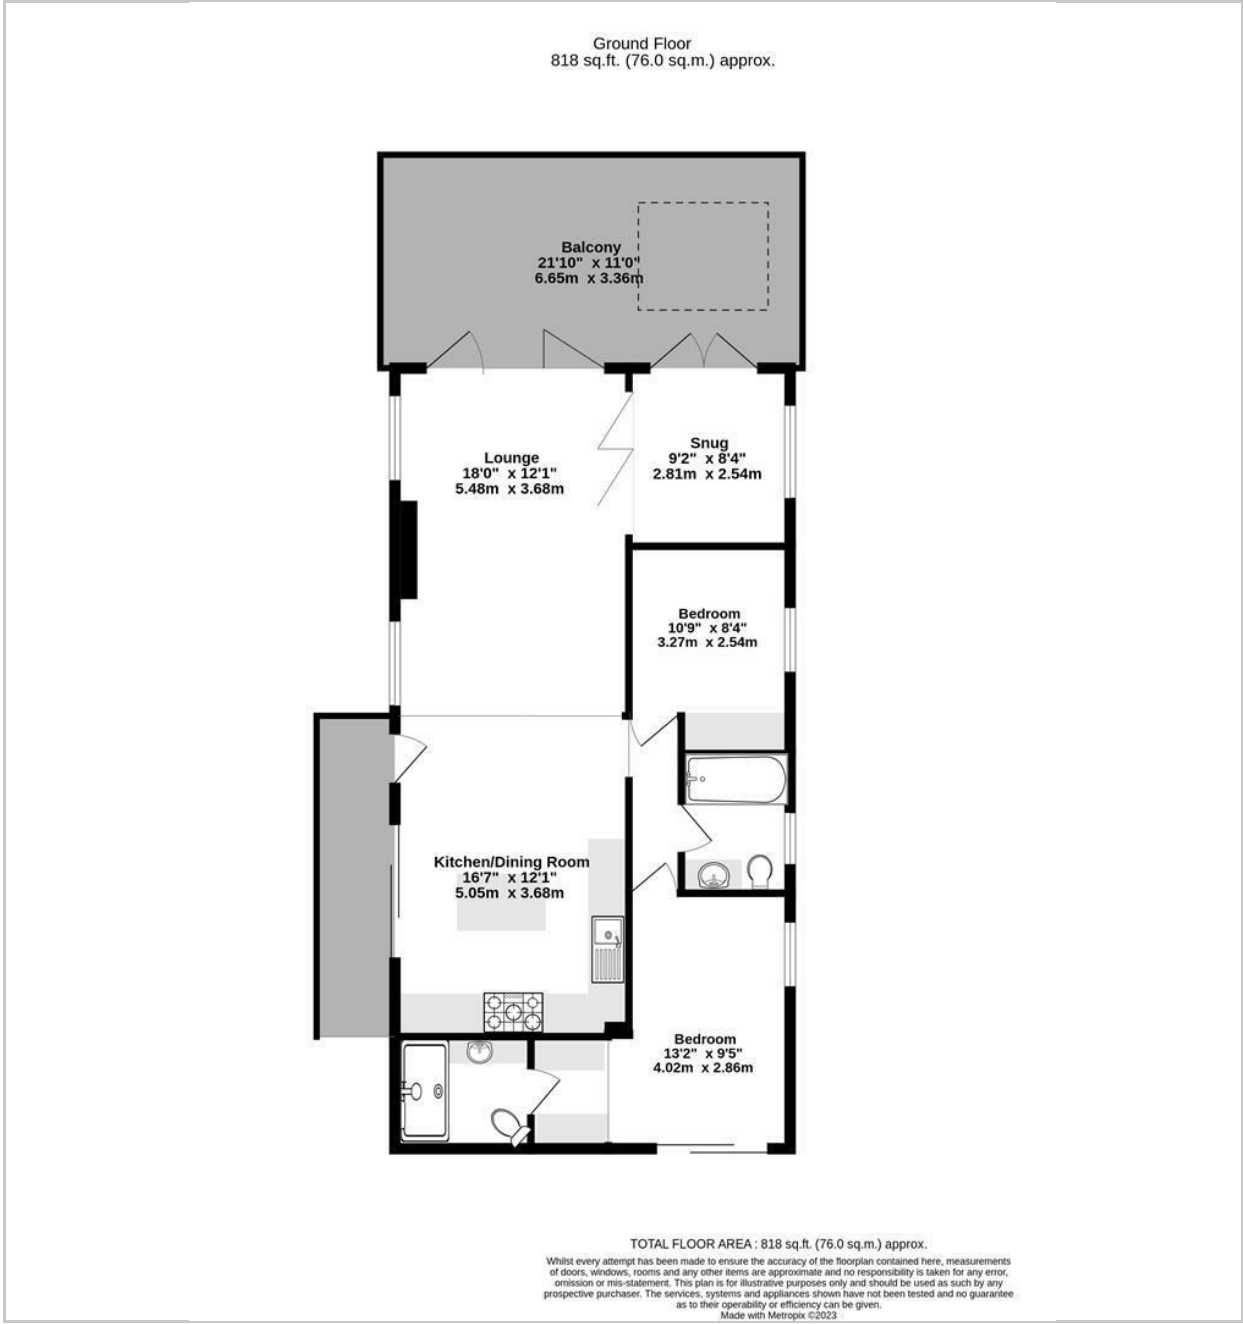 Ground Floor
818 sq.ft. (76.0 sq.m.) approx.
Balcony
21'10"  x 11'0"
6.65m  x 3.36m
Lounge
18'0"  x 12'1"
5.48m  x 3.68m
Snug
9'2"  x 8'4"
2.81m  x 2.54m
Bedroom
10'9"  x 8'4"
3.27m  x 2.54m
Kitchen/Dining Room
16'7"  x 12'1"
5.05m  x 3.68m
Bedroom
13'2"  x 9'5"
4.02m  x 2.86m
TOTAL FLOOR AREA : 818 sq.ft. (76.0 sq.m.) approx.
Whilst every attempt has been made to ensure the accuracy of the floorplan contained here, measurements
of doors, windows, rooms and any other items are approximate and no responsibility is taken for any error,
omission or mis-statement. This plan is for illustrative purposes only and should be used as such by any
prospective purchaser. The services, systems and appliances shown have not been tested and no guarantee
as to their operability or efficiency can be given.
Made with Metropix ©2023